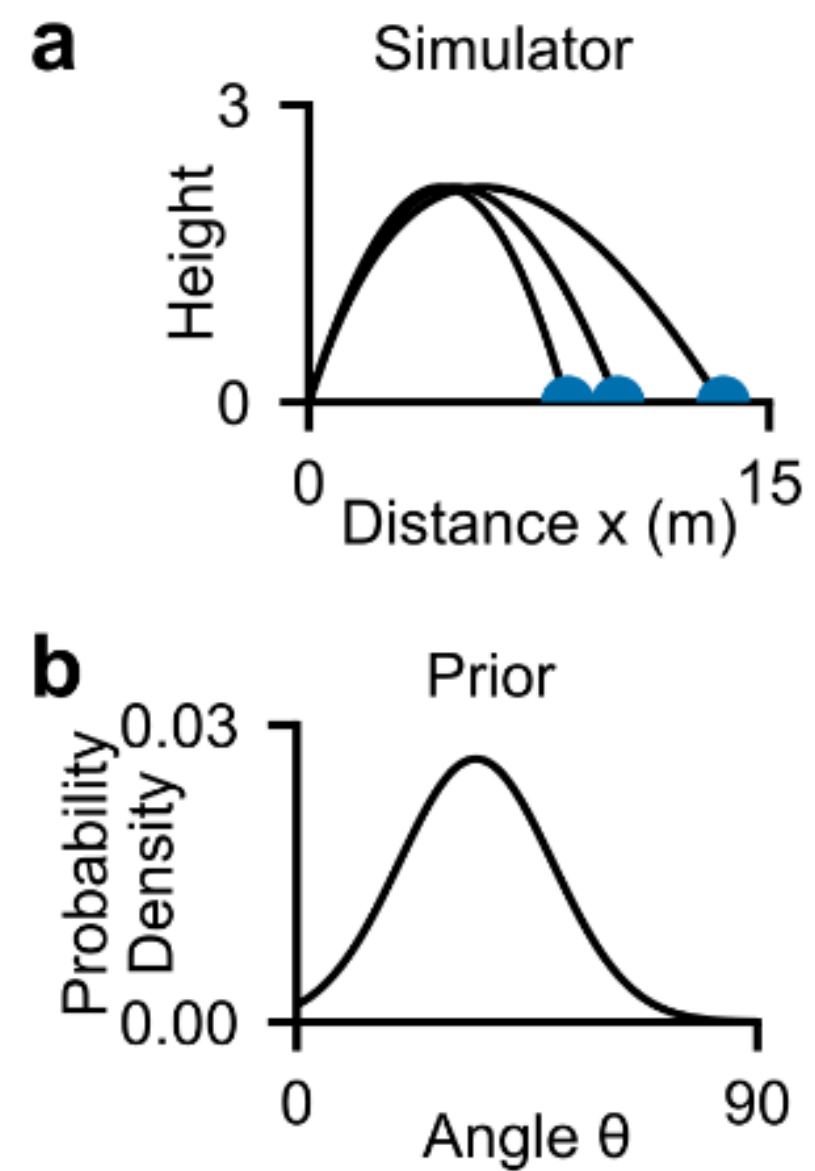 a
Simulator
3
Height
0
0
15
Distance x (m)
b
Prior
0.03
Probability
Density
0.00
0
90
Angle θ